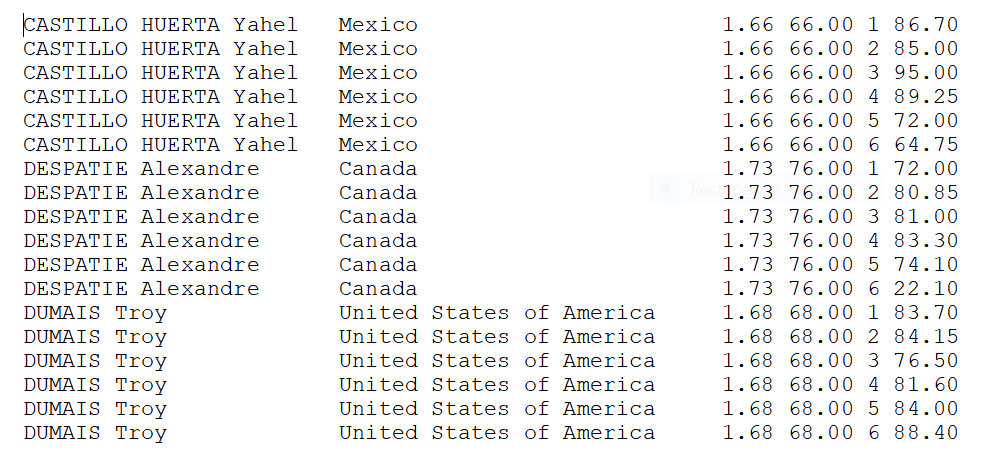 CASTILLO HUERTA Yahel Mexico 1.66 66.00 1 86.70
CASTILLO HUERTA Yahel Mexico 1.66 66.00 2 85.00
CASTILLO HUERTA Yahel Mexico 1.66 66.00 3 95.00
CASTILLO HUERTA Yahel Mexico 1.66 66.00 4 89.25
CASTILLO HUERTA Yahel Mexico 1.66 66.00 5 72.00
CASTILLO HUERTA Yahel Mexico 1.66 66.00 6 64.75
DESPATIE Alexandre Canada 1.73 76.00 1 72.00
DESPATIE Alexandre Canada 1.73 76.00 2 80.85
DESPATIE Alexandre Canada 1.73 76.00 3 81.00
DESPATIE Alexandre Canada 1.73 76.00 4 83.30
DESPATIE Alexandre Canada 1.73 76.00 5 74.10
DESPATIE Alexandre Canada 1.73 76.00 6 22.10
DUMAIS Troy United States of America 1.68 68.00 1 83.70
DUMAIS Troy United States of America 1.68 68.00 2 84.15
DUMAIS Troy United States of America 1.68 68.00 3 76.50
DUMAIS Troy United States of America 1.68 68.00 4 81.60
DUMAIS Troy United States of America 1.68 68.00 5 84.00
DUMAIS Troy United States of America 1.68 68.00 6 88.40